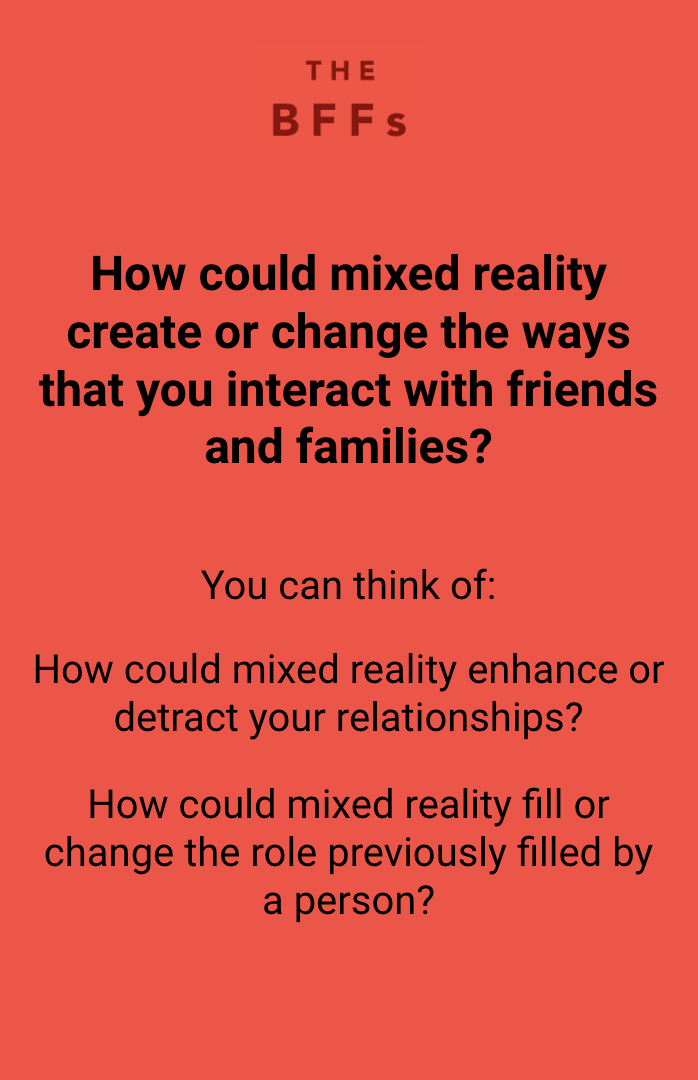 THE
BFFs
How could mixed reality
create or change the ways
that you interact with friends
and families?
You can think of:
How could mixed reality enhance or
detract your relationships?
How could mixed reality fill or
change the role previously filled by
a person?